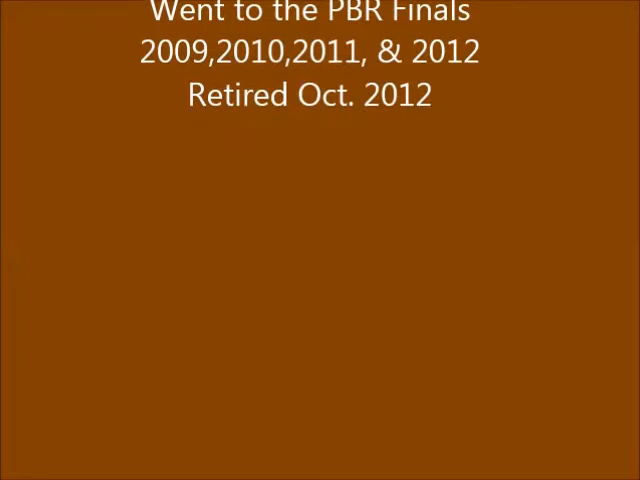 Went to the PBR Finals
2009,2010,2011, & 2012
Retired Oct. 2012